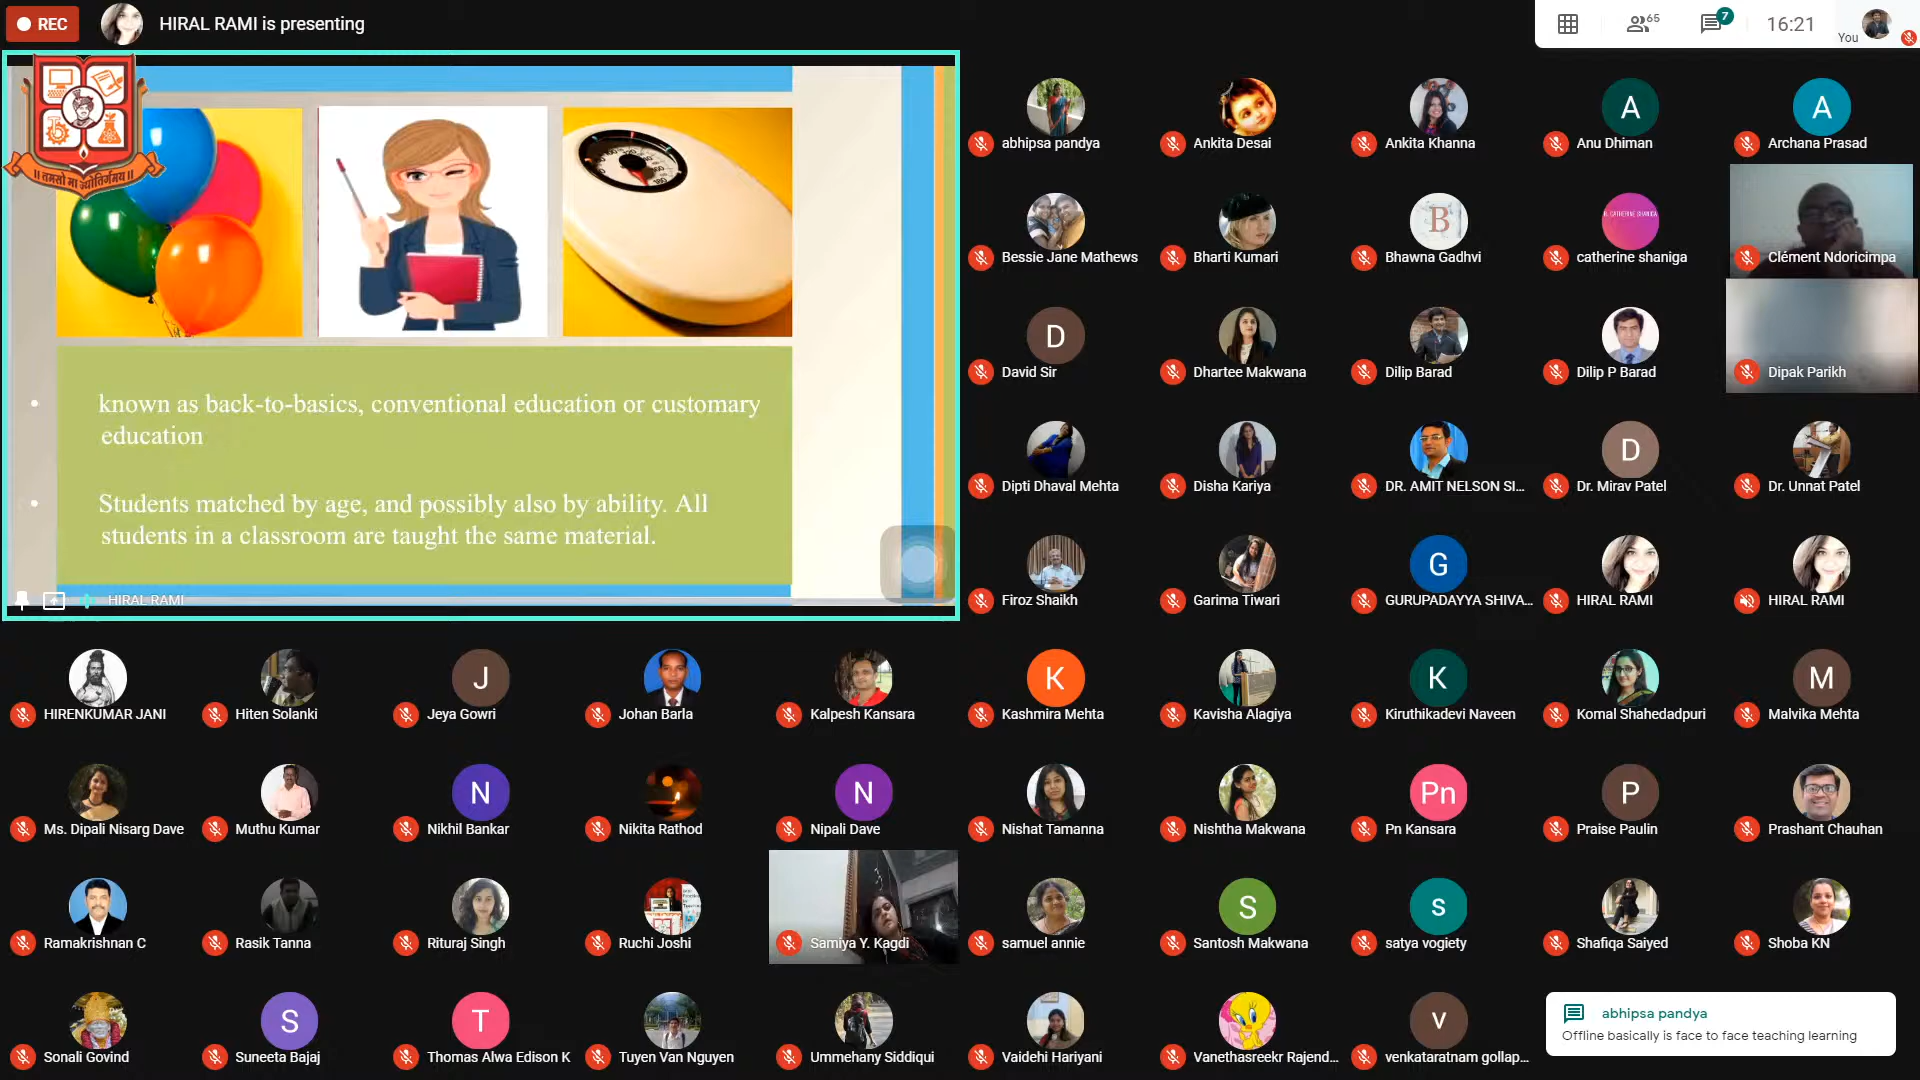 REC
HIRAL RAMI is presenting
65
7
16:21
You
॥ तमसो मा ज्योतिर्गमय ॥
• known as back-to-basics, conventional education or customary
education
• Students matched by age, and possibly also by ability. All
students in a classroom are taught the same material.
HIRAL RAMI
abhipsa pandya
Ankita Desai
Ankita Khanna
A
Anu Dhiman
A
Archana Prasad
Bessie Jane Mathews
Bharti Kumari
B
Bhawna Gadhvi
catherine shaniga
Clément Ndoricimpa
D
David Sir
Dhartee Makwana
Dilip Barad
Dilip P Barad
Dipak Parikh
Dipti Dhaval Mehta
Disha Kariya
DR. AMIT NELSON SI...
D
Dr. Mirav Patel
Dr. Unnat Patel
Firoz Shaikh
Garima Tiwari
G
GURUPADAYYA SHIVA...
HIRAL RAMI
HIRAL RAMI
HIRENKUMAR JANI
Hiten Solanki
J
Jeya Gowri
Johan Barla
Kalpesh Kansara
K
Kashmira Mehta
Kavisha Alagiya
K
Kiruthikadevi Naveen
Komal Shahedadpuri
M
Malvika Mehta
Ms. Dipali Nisarg Dave
Muthu Kumar
N
Nikhil Bankar
Nikita Rathod
N
Nipali Dave
Nishat Tamanna
Nishtha Makwana
Pn
Pn Kansara
P
Praise Paulin
Prashant Chauhan
Ramakrishnan C
Rasik Tanna
Rituraj Singh
Ruchi Joshi
Samiya Y. Kagdi
samuel annie
S
Santosh Makwana
s
satya vogiety
Shafiqa Saiyed
Shoba KN
Sonali Govind
S
Suneeta Bajaj
T
Thomas Alwa Edison K
Tuyen Van Nguyen
Ummehany Siddiqui
Vaidehi Hariyani
Vanethasreekr Rajend...
v
venkataratnam gollap...
abhipsa pandya
Offline basically is face to face teaching learning